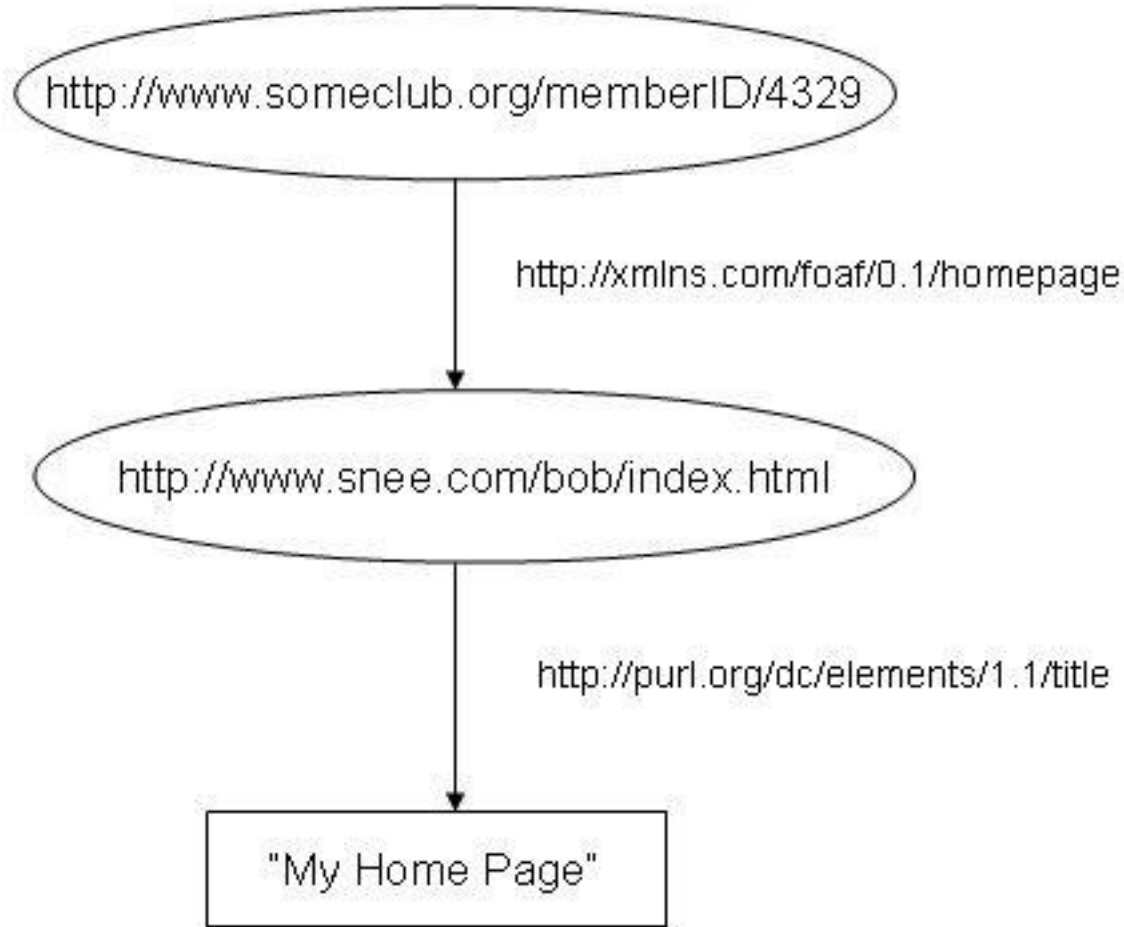 http://www.someclub.org/memberID/4329
http://xmlns.com/foaf/0.1/homepage
http://www.snee.com/bob/index.html
http://purl.org/dc/elements/1.1/title
"My Home Page"